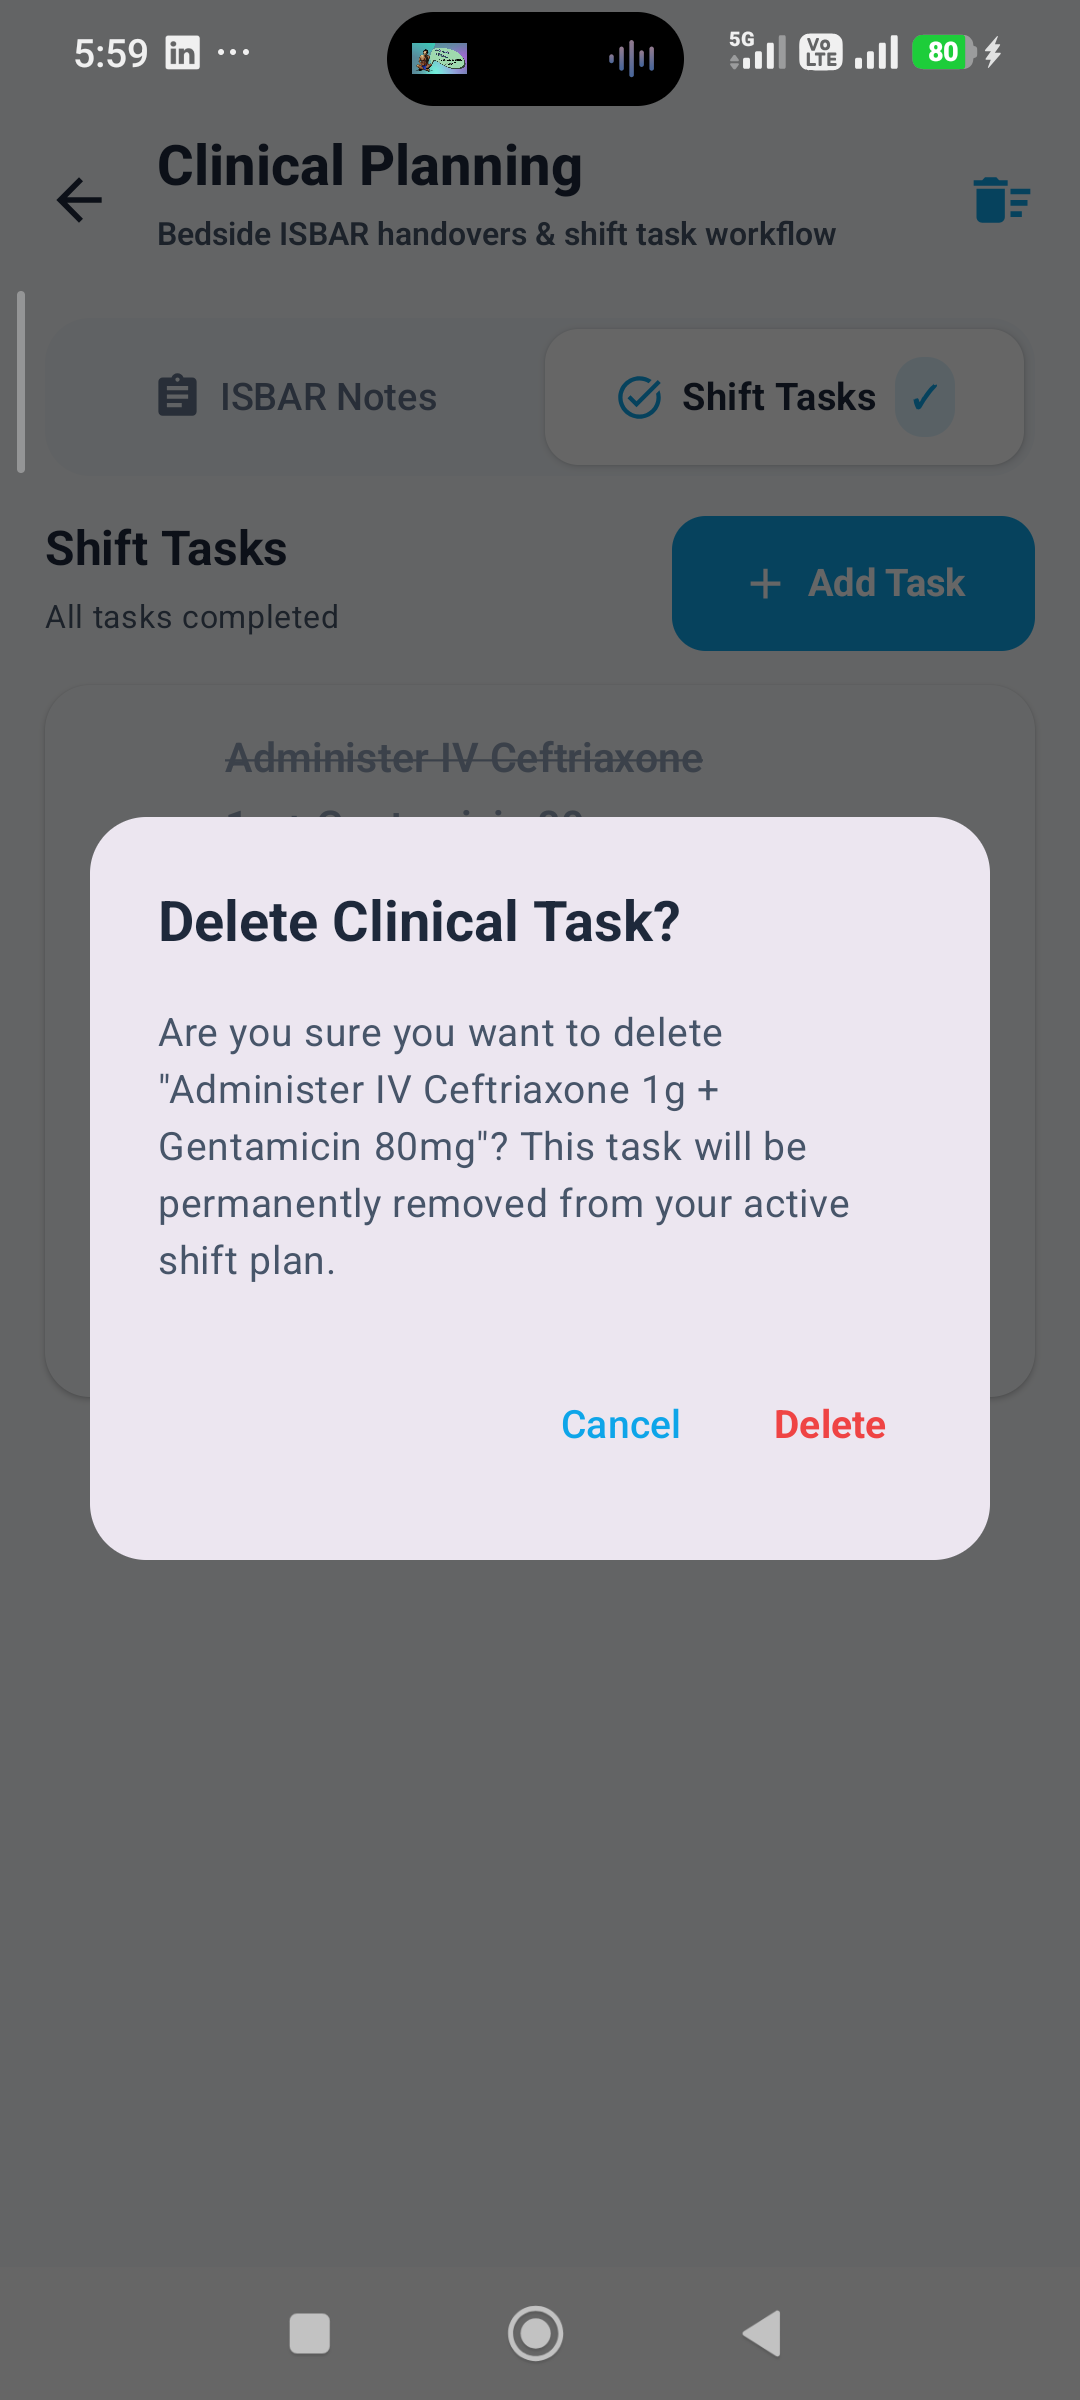 5:59
5G
Vo
LTE
80
Clinical Planning
Bedside ISBAR handovers & shift task workflow
ISBAR Notes
Shift Tasks ✓
Shift Tasks
All tasks completed
+ Add Task
Administer IV Ceftriaxone
Delete Clinical Task?
Are you sure you want to delete
"Administer IV Ceftriaxone 1g +
Gentamicin 80mg"? This task will be
permanently removed from your active
shift plan.
Cancel
Delete